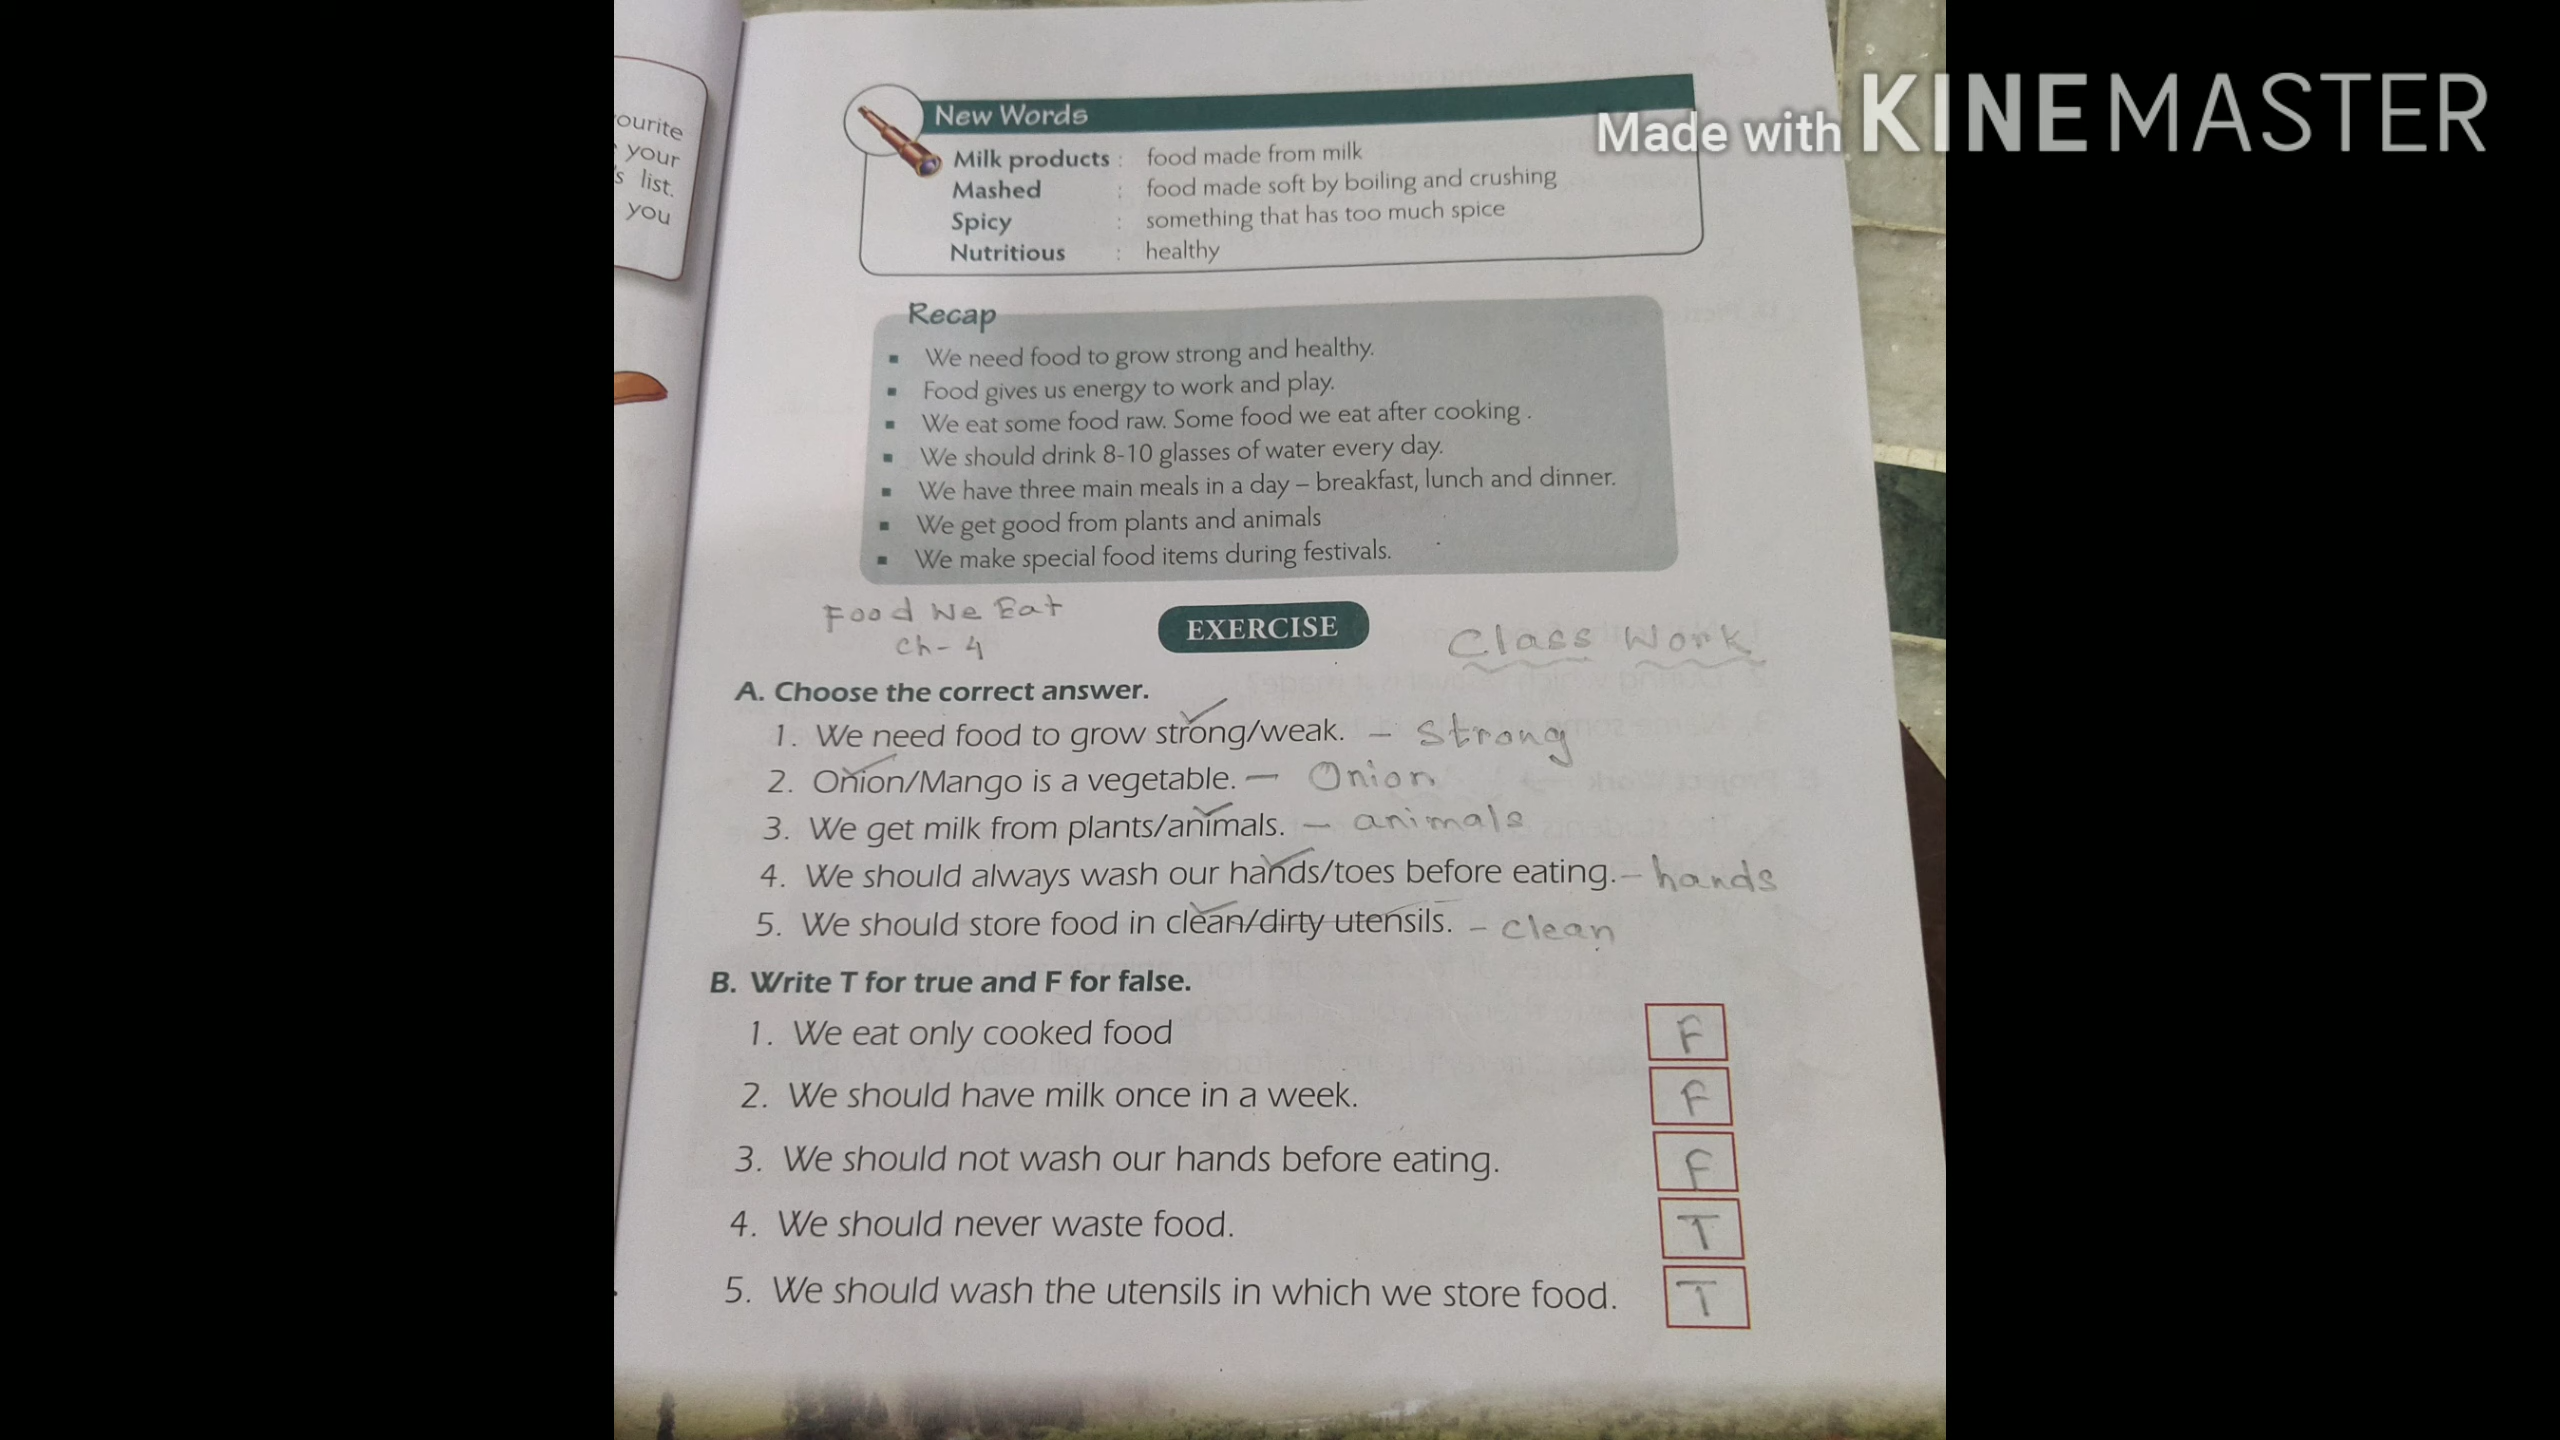 ourite
your
s list.
you
Made with KINEMASTER
New Words
Milk products : food made from milk
Mashed : food made soft by boiling and crushing
Spicy : something that has too much spice
Nutritious : healthy
Recap
▪ We need food to grow strong and healthy.
▪ Food gives us energy to work and play.
▪ We eat some food raw. Some food we eat after cooking .
▪ We should drink 8-10 glasses of water every day.
▪ We have three main meals in a day – breakfast, lunch and dinner.
▪ We get good from plants and animals
▪ We make special food items during festivals.
Food We Eat
Ch - 4
EXERCISE
Class Work
A. Choose the correct answer.
1. We need food to grow strong/weak. - Strong
2. Onion/Mango is a vegetable. - Onion
3. We get milk from plants/animals. - animals
4. We should always wash our hands/toes before eating. - hands
5. We should store food in clean/dirty utensils. - clean
B. Write T for true and F for false.
1. We eat only cooked food F
2. We should have milk once in a week. F
3. We should not wash our hands before eating. F
4. We should never waste food. T
5. We should wash the utensils in which we store food. T